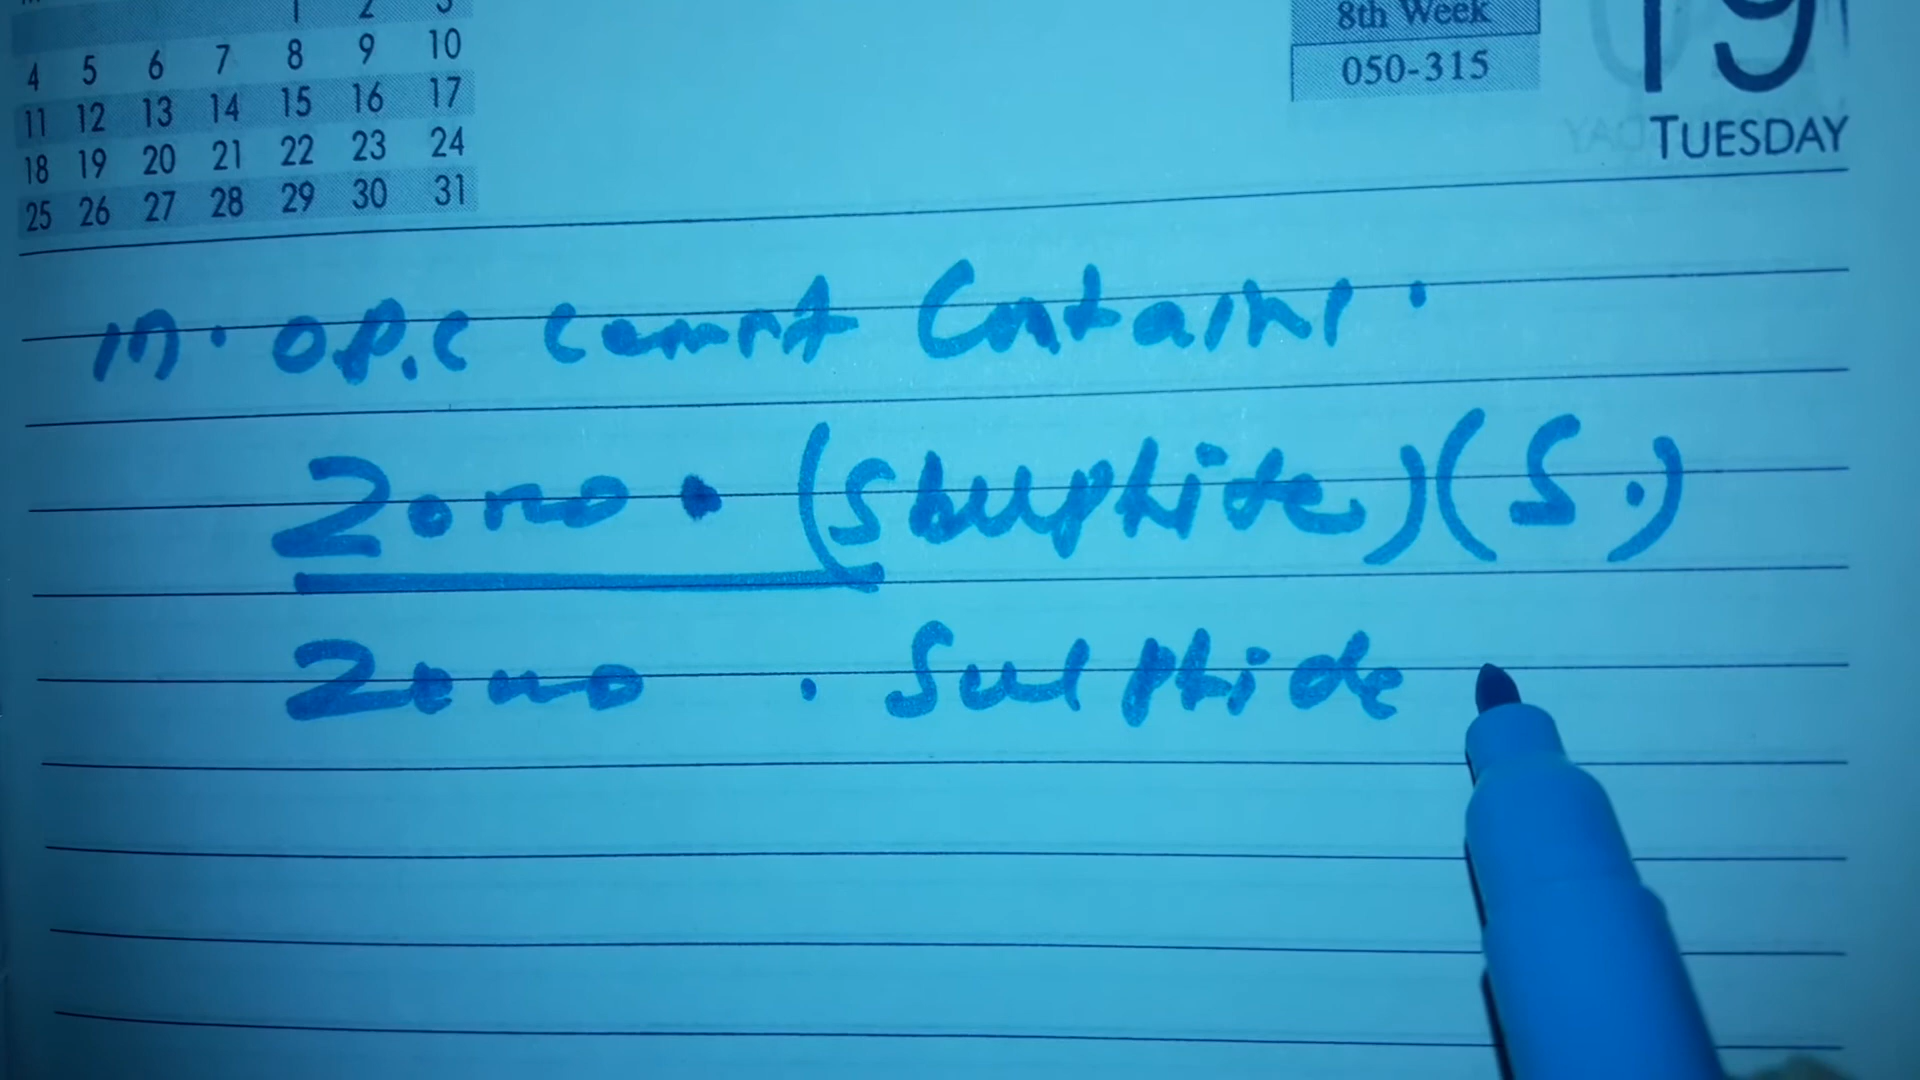 1 2 3
8th Week
4 5 6 7 8 9 10
050-315
19
11 12 13 14 15 16 17
TUESDAY
18 19 20 21 22 23 24
25 26 27 28 29 30 31
In. O.P.C Cement Contains.
Zero. (Sbulphide) (S.)
Zero. Sulphide